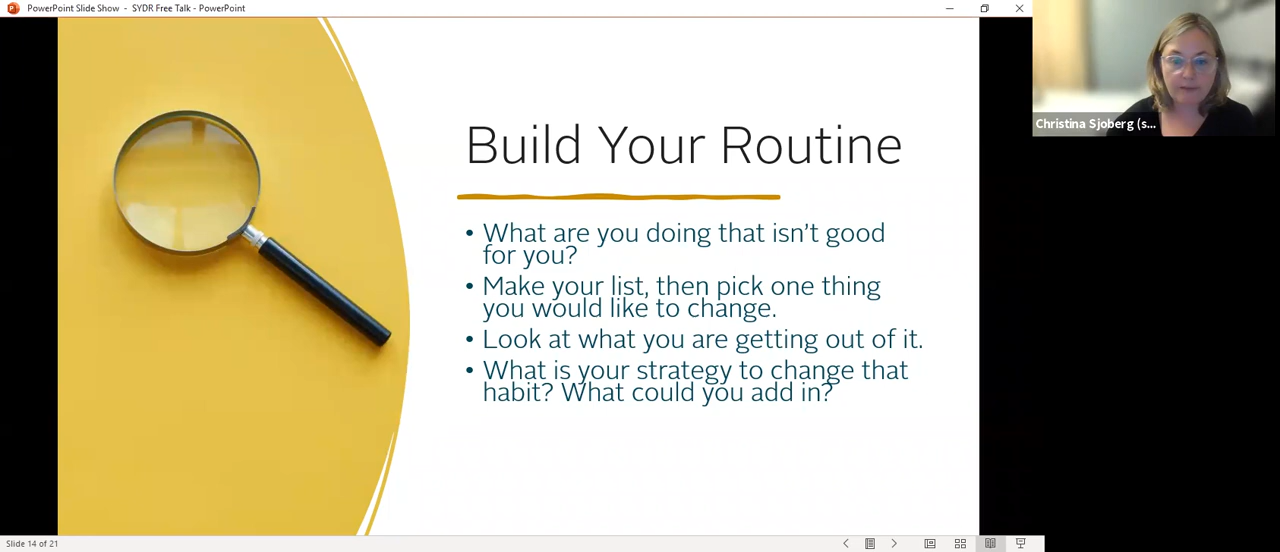 PowerPoint Slide Show - SYDR Free Talk - PowerPoint
Christina Sjoberg (s...
Build Your Routine
• What are you doing that isn't good
for you?
• Make your list, then pick one thing
you would like to change.
• Look at what you are getting out of it.
• What is your strategy to change that
habit? What could you add in?
Slide 14 of 21